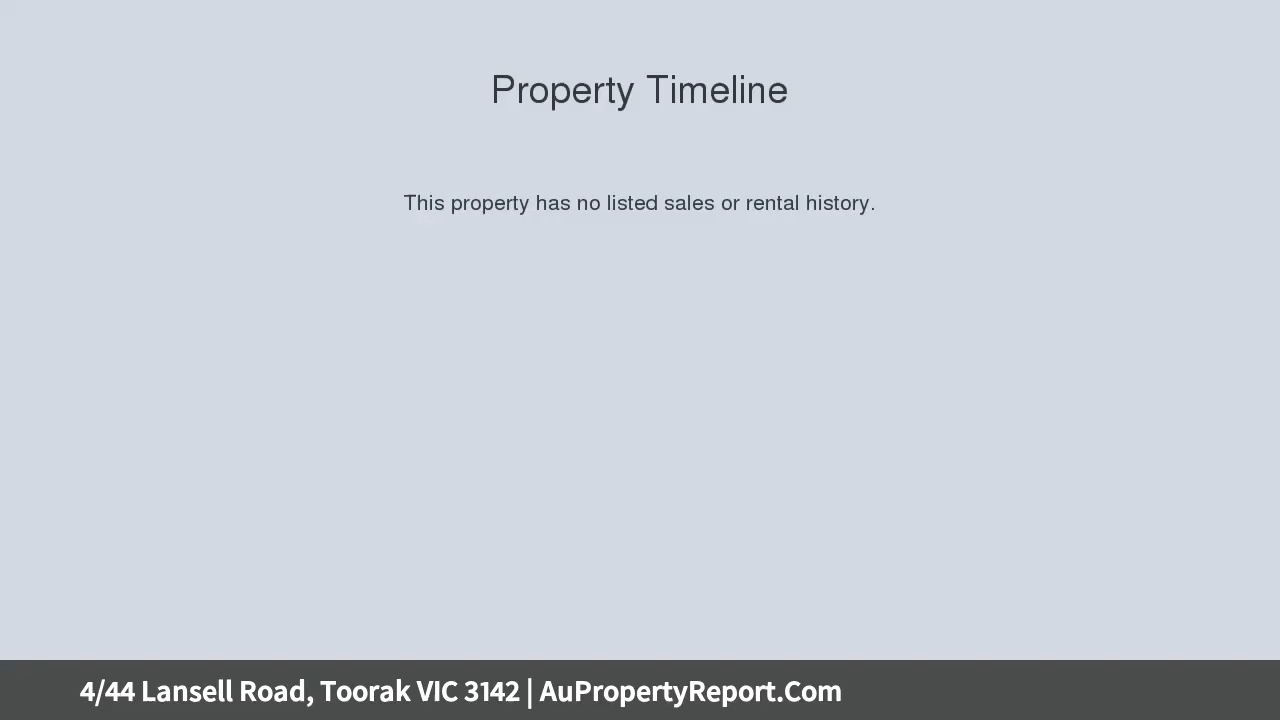 Property Timeline
This property has no listed sales or rental history.
4/44 Lansell Road, Toorak VIC 3142 | AuPropertyReport.Com